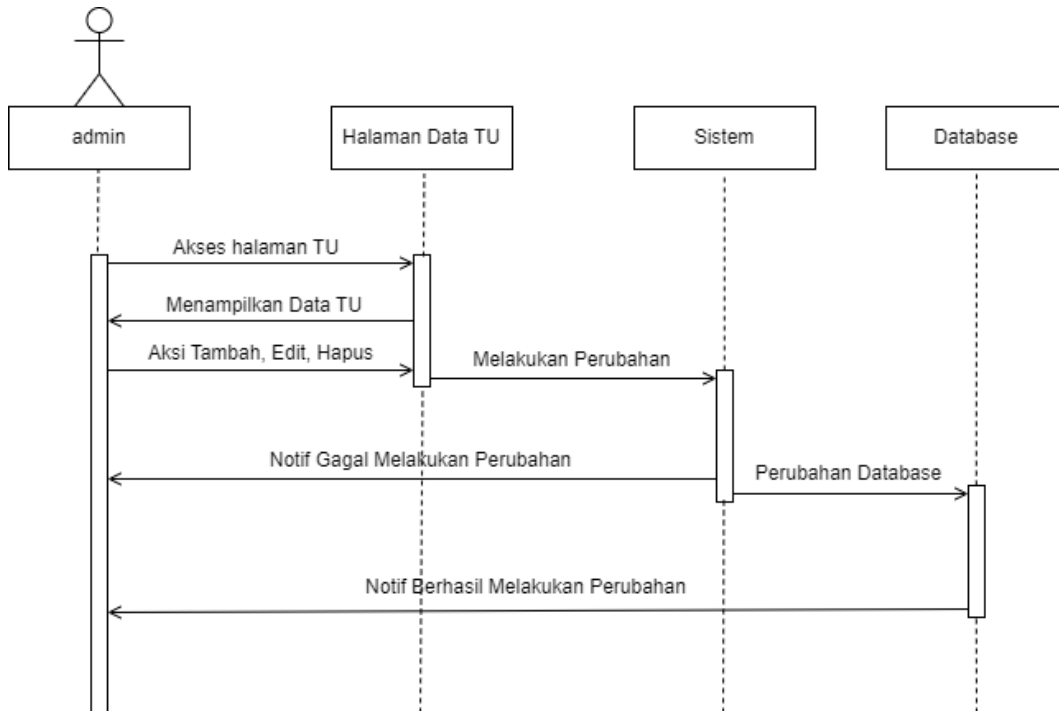 admin
Halaman Data TU
Sistem
Database
Akses halaman TU
Menampilkan Data TU
Aksi Tambah, Edit, Hapus
Melakukan Perubahan
Notif Gagal Melakukan Perubahan
Perubahan Database
Notif Berhasil Melakukan Perubahan